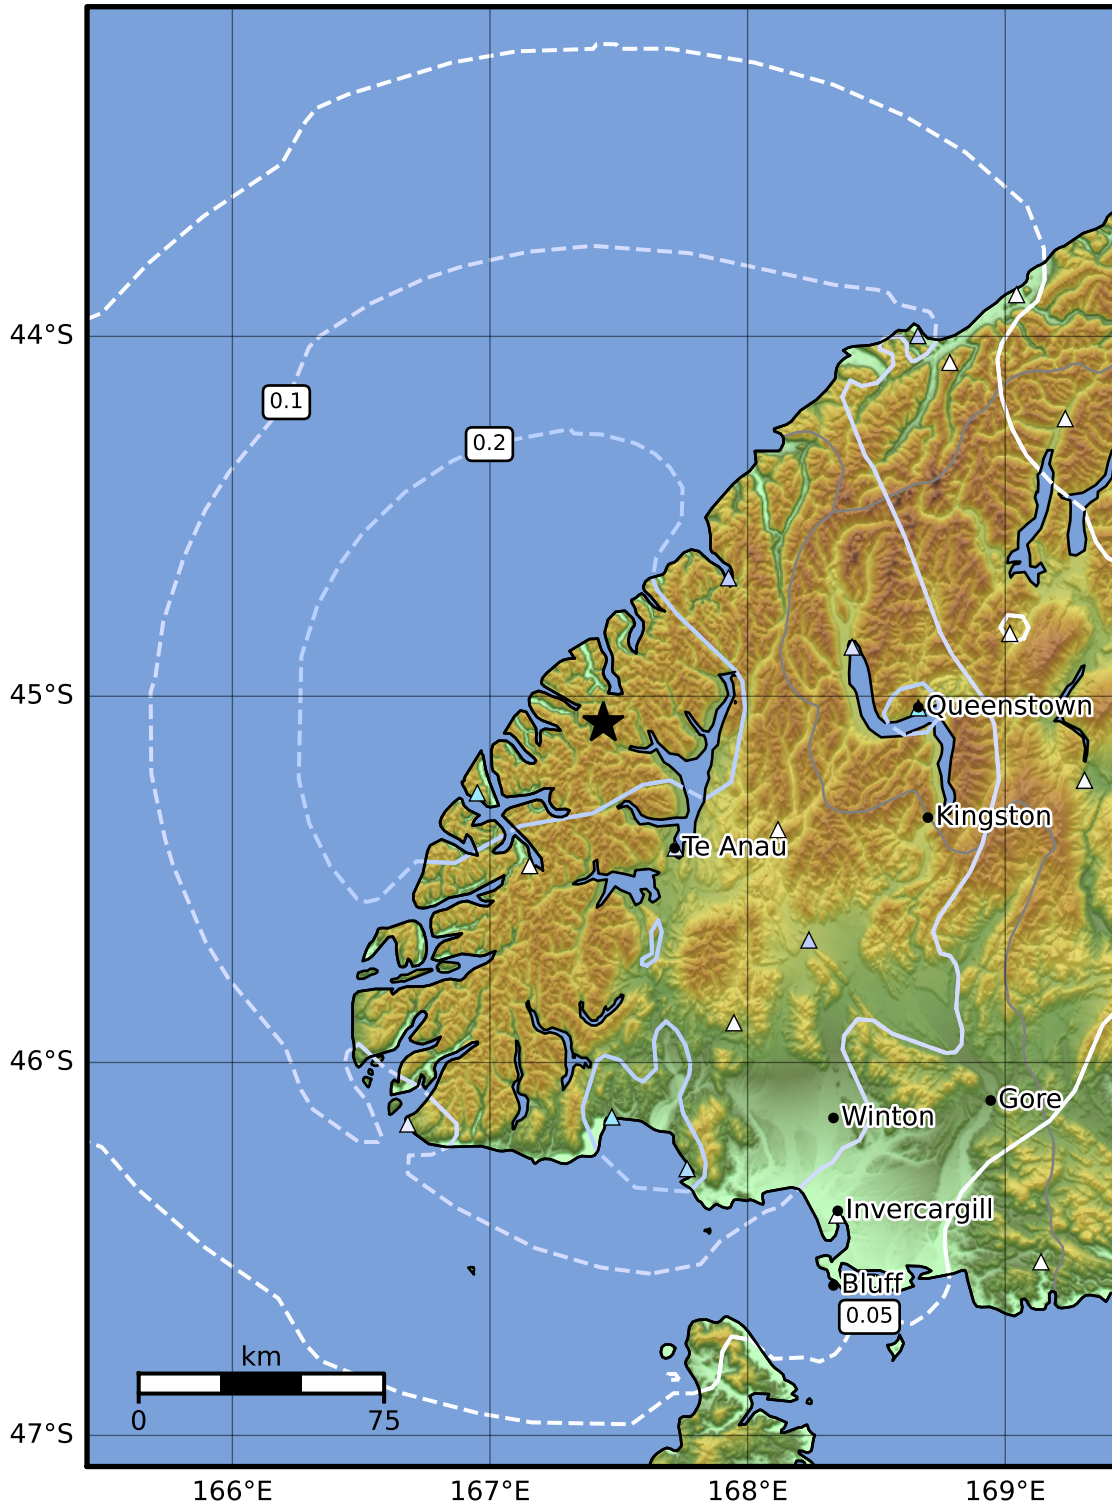 0.1
0.2
44°S
45°S
Queenstown
Kingston
Te Anau
46°S
Gore
Winton
Invercargill
Bluff
0.05
km
0 75
47°S
166°E 167°E 168°E 169°E